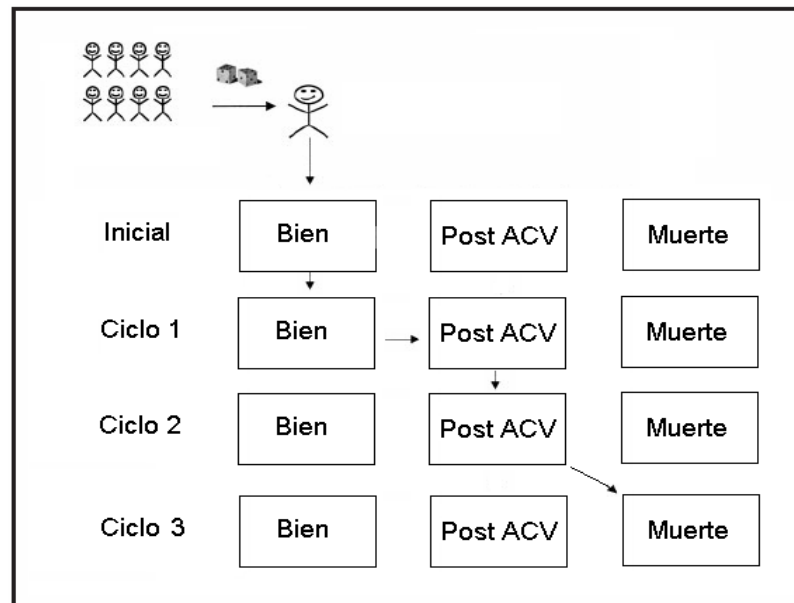 Inicial Bien Post ACV Muerte
Ciclo 1 Bien Post ACV Muerte
Ciclo 2 Bien Post ACV Muerte
Ciclo 3 Bien Post ACV Muerte